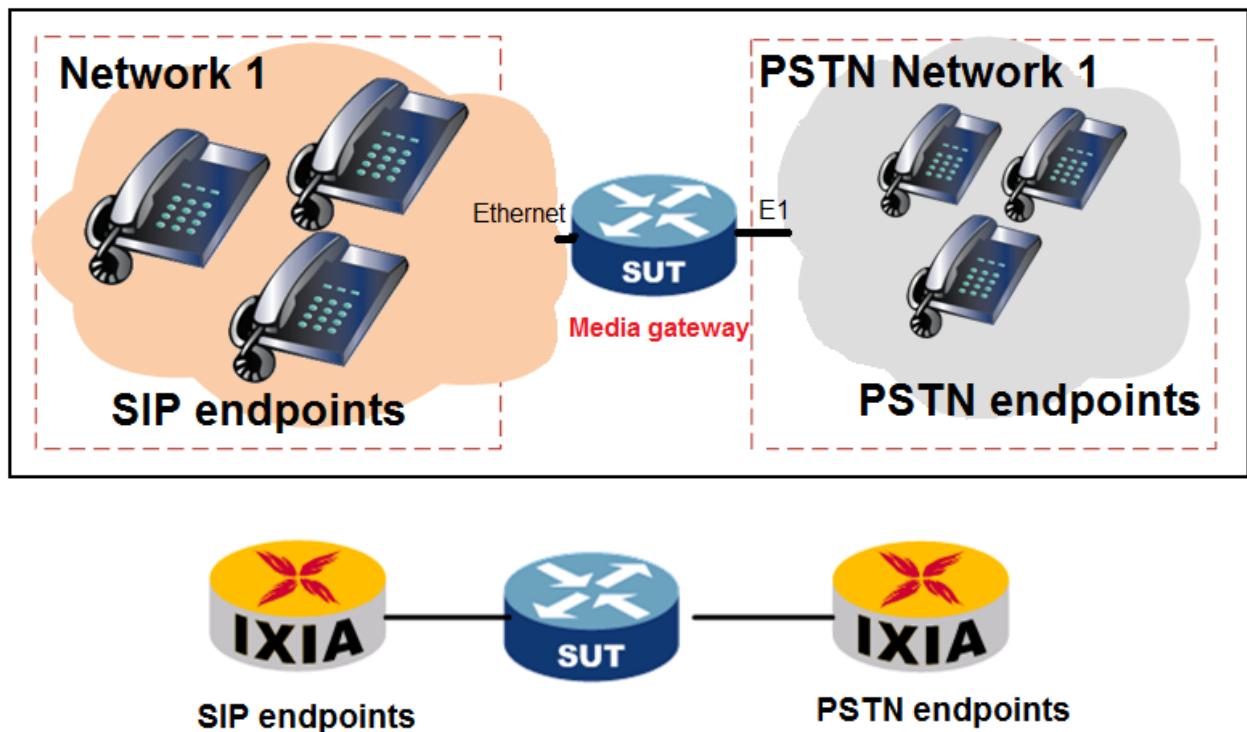 Network 1
PSTN Network 1
Ethernet
E1
SUT
Media gateway
SIP endpoints
PSTN endpoints
IXIA
SUT
IXIA
SIP endpoints
PSTN endpoints